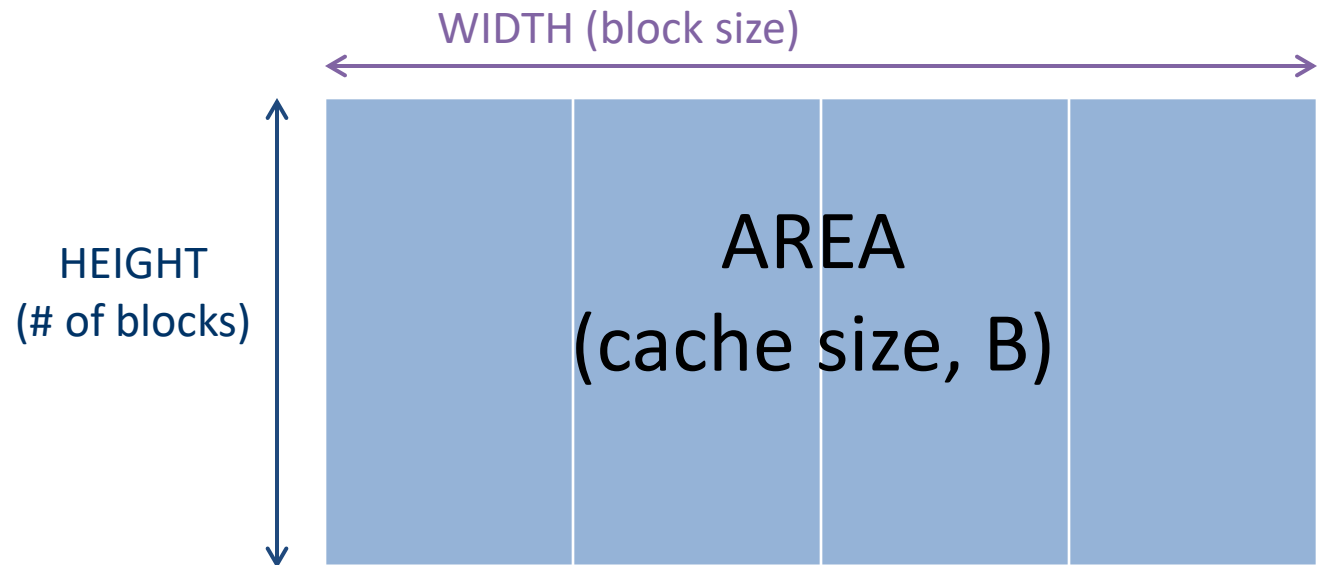 WIDTH (block size)
HEIGHT
(# of blocks)
AREA
(cache size, B)